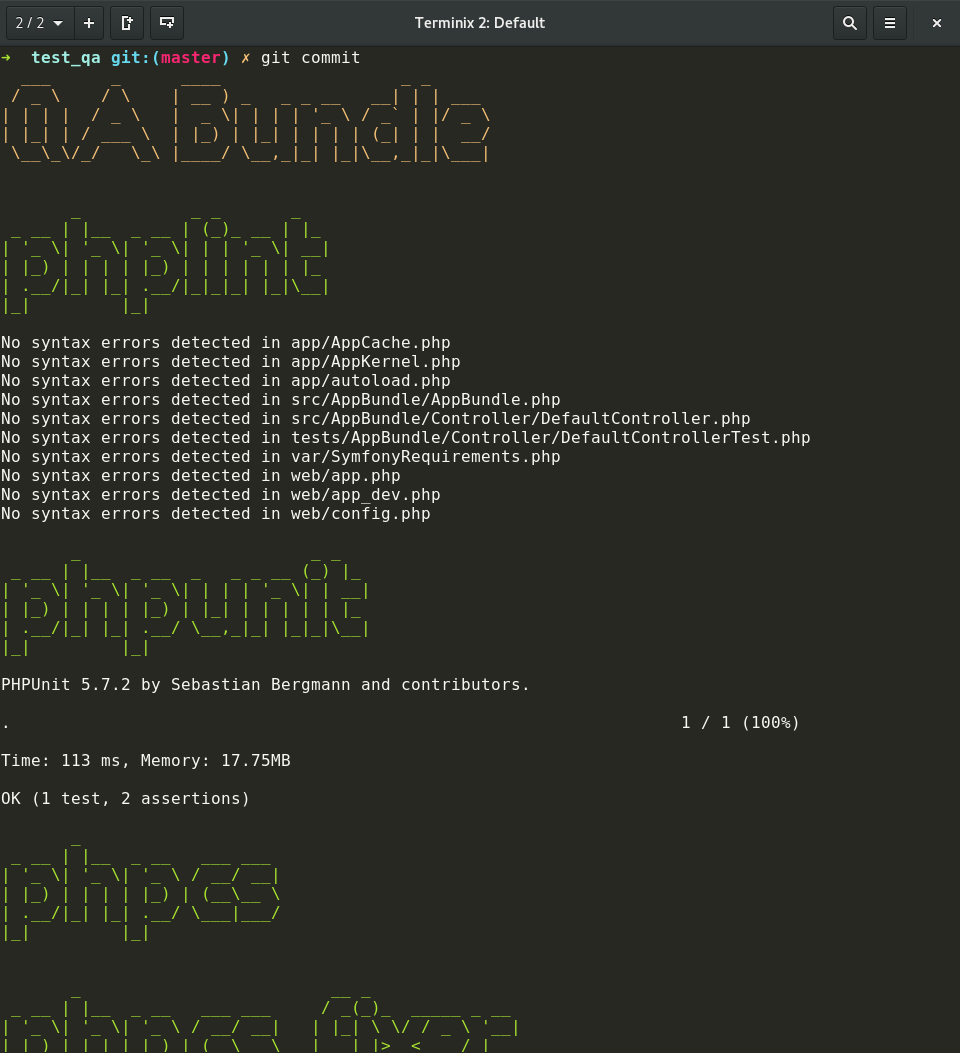 2 / 2
Terminix 2: Default
➜  test_qa git:(master) ✗ git commit
QA Bundle
phplint
No syntax errors detected in app/AppCache.php
No syntax errors detected in app/AppKernel.php
No syntax errors detected in app/autoload.php
No syntax errors detected in src/AppBundle/AppBundle.php
No syntax errors detected in src/AppBundle/Controller/DefaultController.php
No syntax errors detected in tests/AppBundle/Controller/DefaultControllerTest.php
No syntax errors detected in var/SymfonyRequirements.php
No syntax errors detected in web/app.php
No syntax errors detected in web/app_dev.php
No syntax errors detected in web/config.php
phpunit
PHPUnit 5.7.2 by Sebastian Bergmann and contributors.
. 1 / 1 (100%)
Time: 113 ms, Memory: 17.75MB
OK (1 test, 2 assertions)
phpcs
phpcs fixer